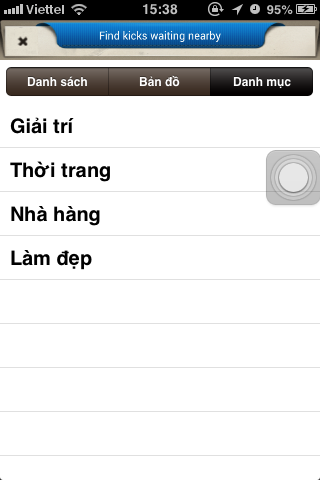 Viettel 15:38 95%
Find kicks waiting nearby
Danh sách Bản đồ Danh mục
Giải trí
Thời trang
Nhà hàng
Làm đẹp